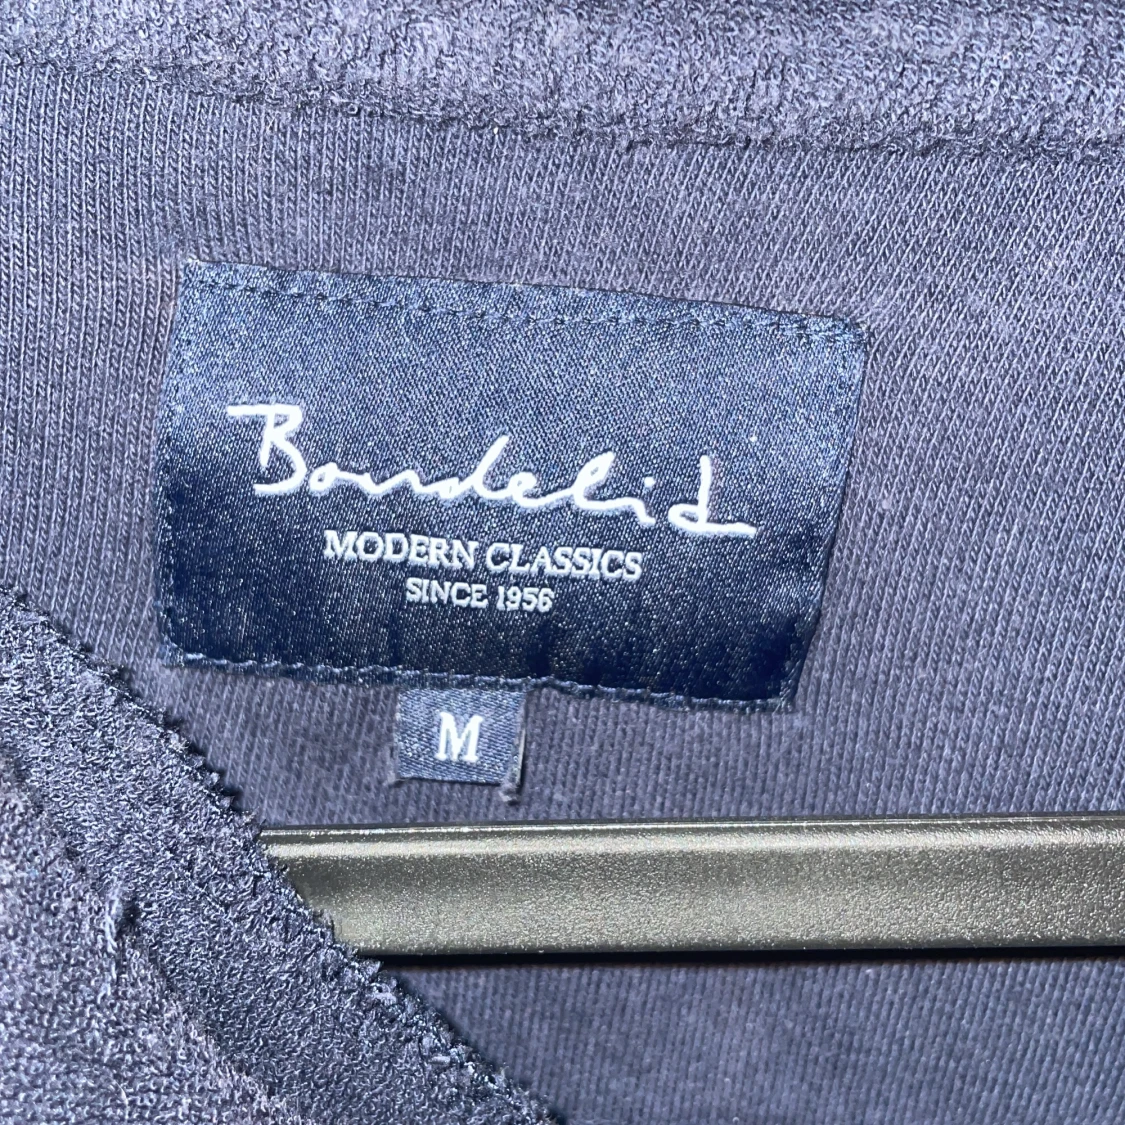 Bondelid
MODERN CLASSICS
SINCE 1956
M